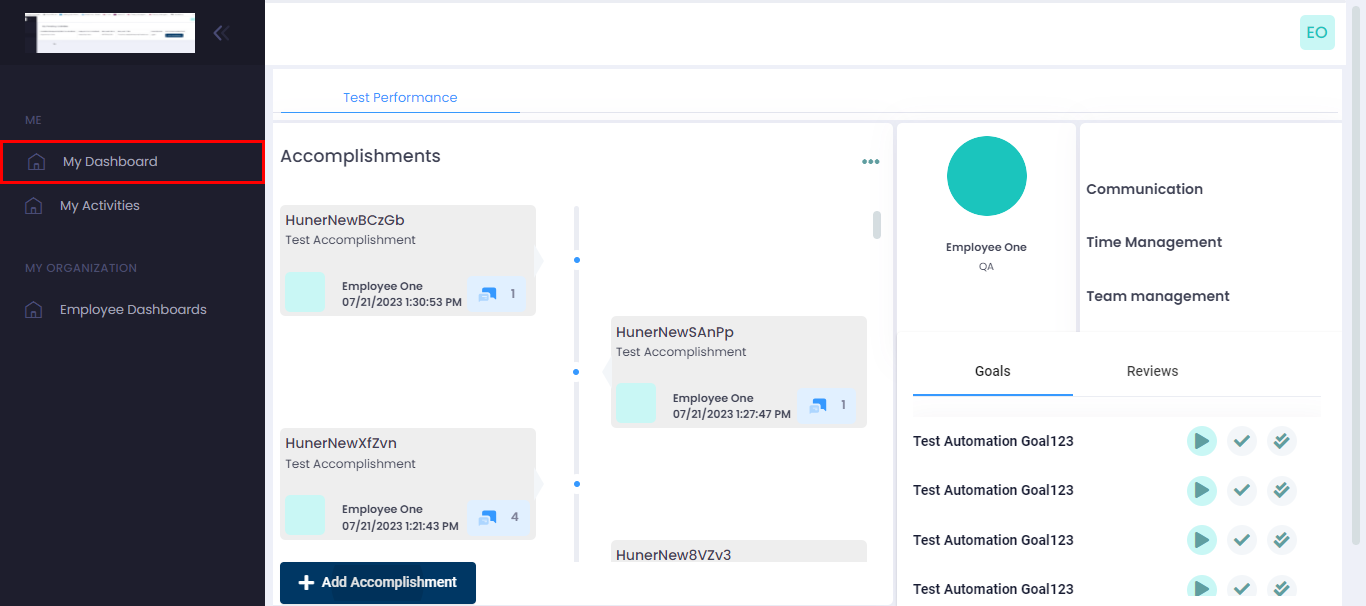 EO
ME
My Dashboard
My Activities
MY ORGANIZATION
Employee Dashboards
Test Performance
Accomplishments
HunerNewBCzGb
Test Accomplishment
Employee One
07/21/2023 1:30:53 PM
1
HunerNewSAnPp
Test Accomplishment
Employee One
07/21/2023 1:27:47 PM
1
HunerNewXfZvn
Test Accomplishment
Employee One
07/21/2023 1:21:43 PM
4
HunerNew8VZv3
Add Accomplishment
Employee One
QA
Communication
Time Management
Team management
Goals
Reviews
Test Automation Goal123
Test Automation Goal123
Test Automation Goal123
Test Automation Goal123